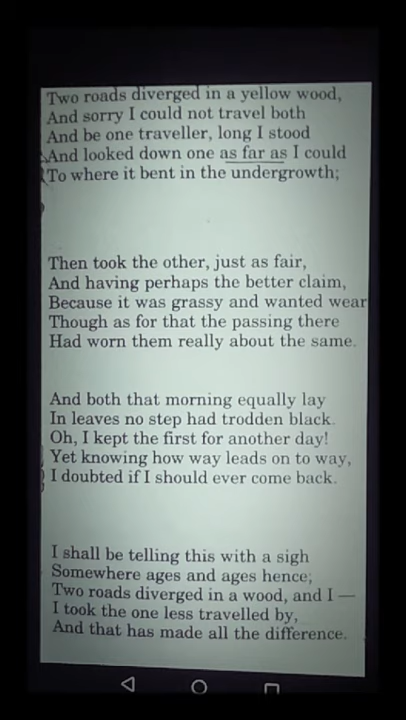 Two roads diverged in a yellow wood,
And sorry I could not travel both
And be one traveller, long I stood
And looked down one as far as I could
To where it bent in the undergrowth;
Then took the other, just as fair,
And having perhaps the better claim,
Because it was grassy and wanted wear
Though as for that the passing there
Had worn them really about the same.
And both that morning equally lay
In leaves no step had trodden black.
Oh, I kept the first for another day!
Yet knowing how way leads on to way,
I doubted if I should ever come back.
I shall be telling this with a sigh
Somewhere ages and ages hence;
Two roads diverged in a wood, and I —
I took the one less travelled by,
And that has made all the difference.